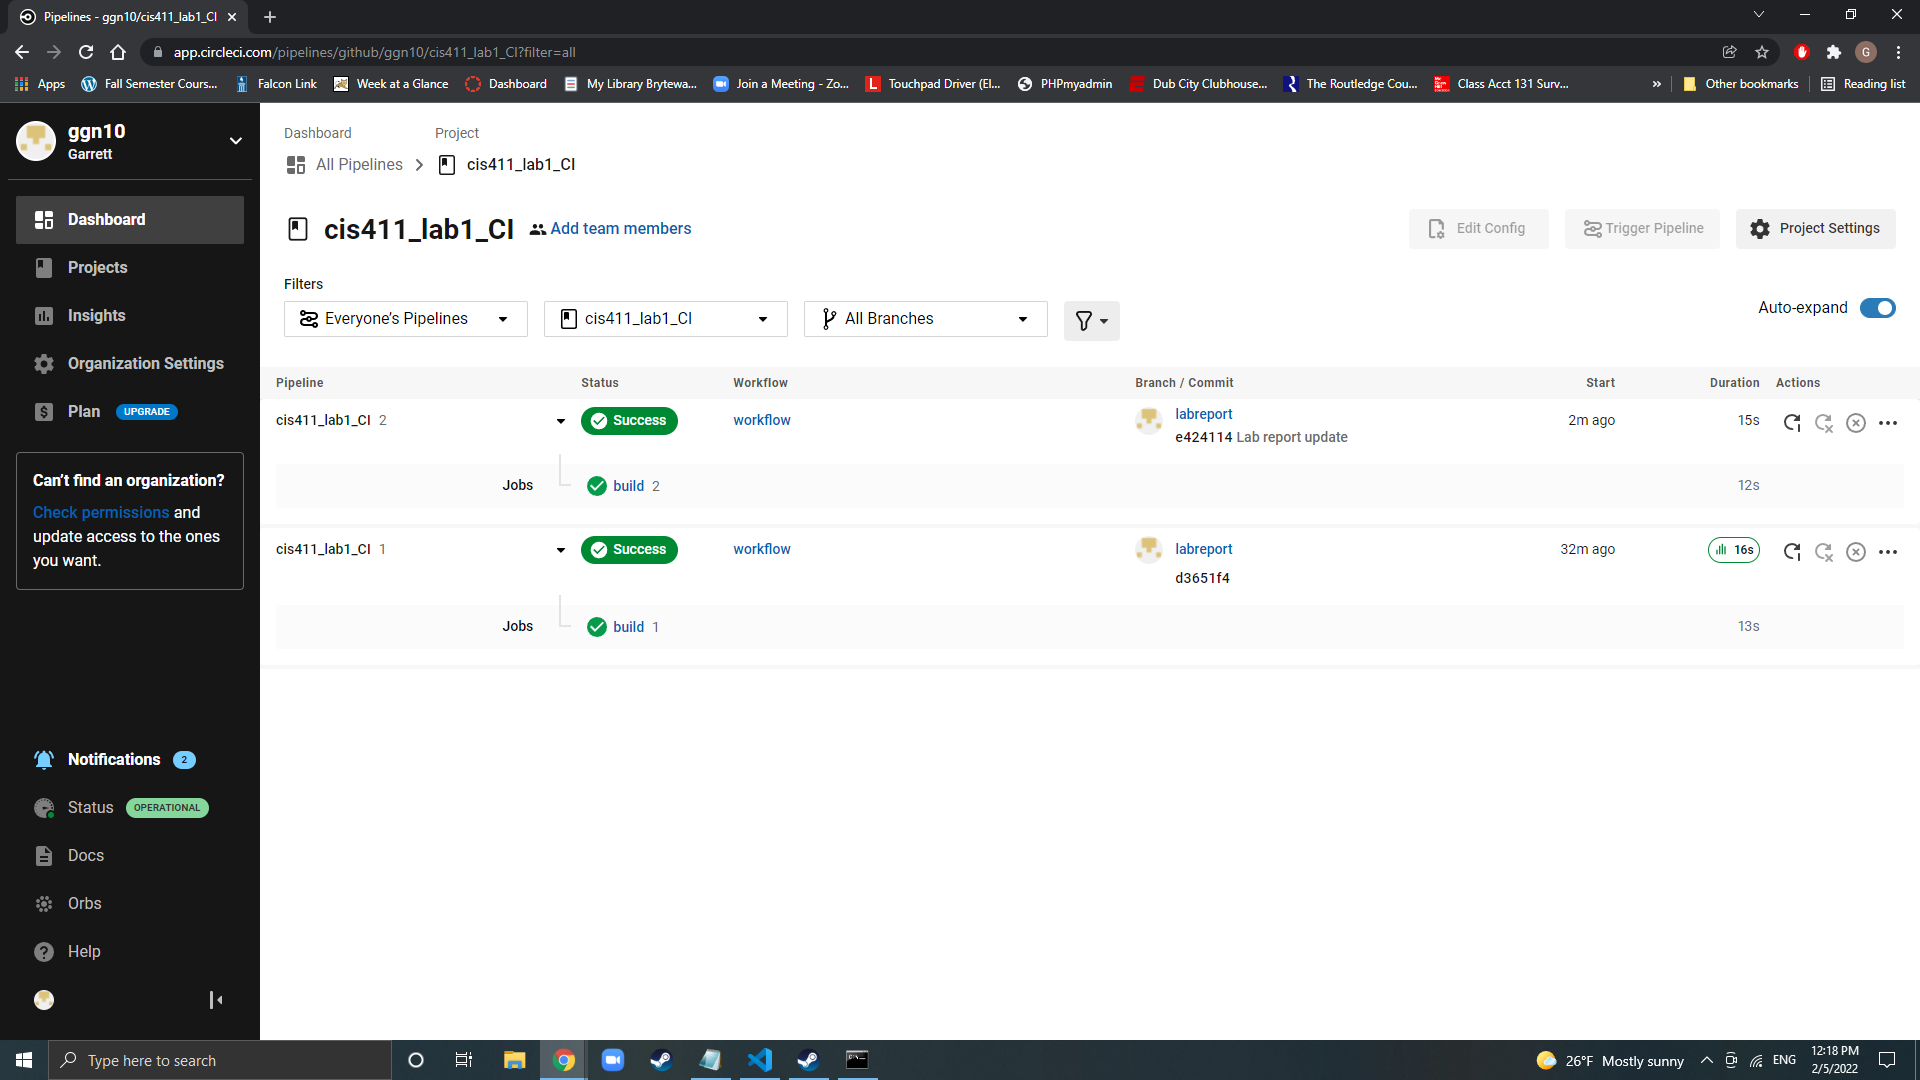 Pipelines - ggn10/cis411_lab1_CI
app.circleci.com/pipelines/github/ggn10/cis411_lab1_CI?filter=all
G
Apps
Fall Semester Cours...
Falcon Link
Week at a Glance
Dashboard
My Library Brytewa...
Join a Meeting - Zo...
Touchpad Driver (El...
PHPmyadmin
Dub City Clubhouse...
The Routledge Cou...
Class Acct 131 Surv...
»
Other bookmarks
Reading list
ggn10
Garrett
Dashboard
Projects
Insights
Organization Settings
Plan UPGRADE
Can't find an organization?
Check permissions and
update access to the ones
you want.
Notifications 2
Status OPERATIONAL
Docs
Orbs
Help
Dashboard Project
All Pipelines cis411_lab1_CI
cis411_lab1_CI Add team members
Edit Config Trigger Pipeline Project Settings
Filters
Everyone's Pipelines cis411_lab1_CI All Branches
Auto-expand
Pipeline Status Workflow Branch / Commit Start Duration Actions
cis411_lab1_CI 2 Success workflow labreport 2m ago 15s
e424114 Lab report update
Jobs build 2 12s
cis411_lab1_CI 1 Success workflow labreport 32m ago 16s
d3651f4
Jobs build 1 13s
Type here to search
26°F Mostly sunny
ENG
12:18 PM
2/5/2022